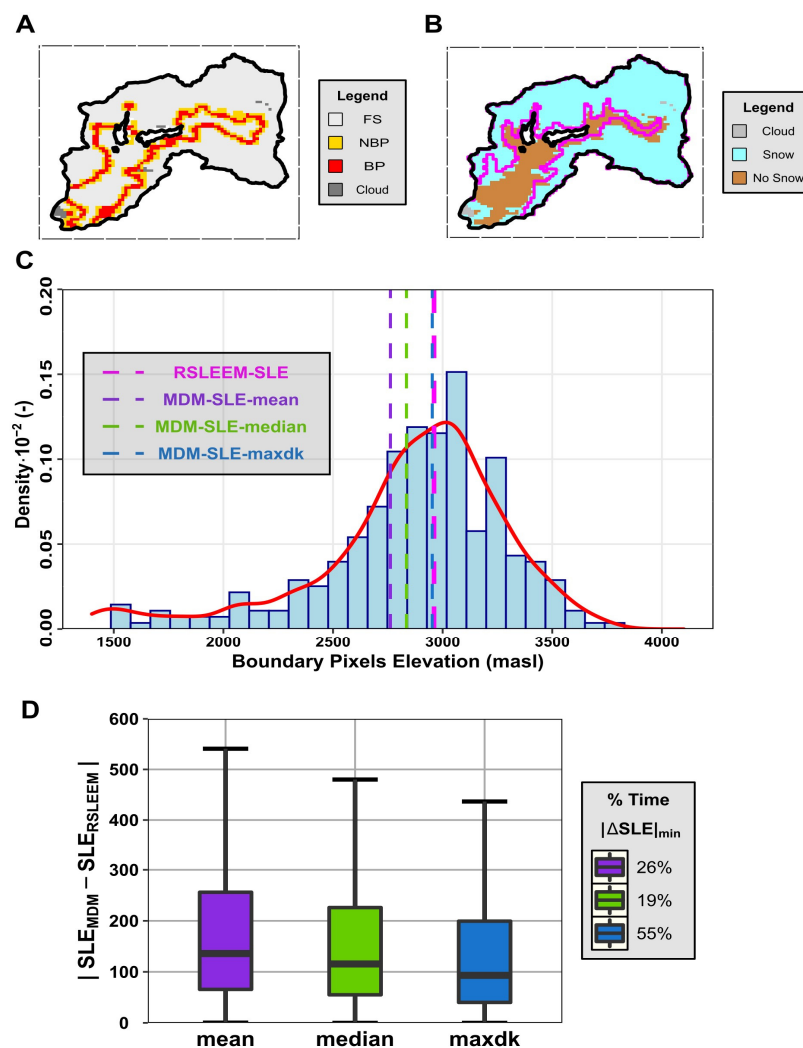 A
B
Legend
FS
NBP
BP
Cloud
Legend
Cloud
Snow
No Snow
C
0.20
0.15
0.10
0.05
0.00
Density·10⁻² (-)
RSLEEM-SLE
MDM-SLE-mean
MDM-SLE-median
MDM-SLE-maxdk
1500 2000 2500 3000 3500 4000
Boundary Pixels Elevation (masl)
D
600
500
400
300
200
100
0
| SLE_MDM − SLE_RSLEEM |
mean median maxdk
% Time
|ΔSLE|_min
26%
19%
55%